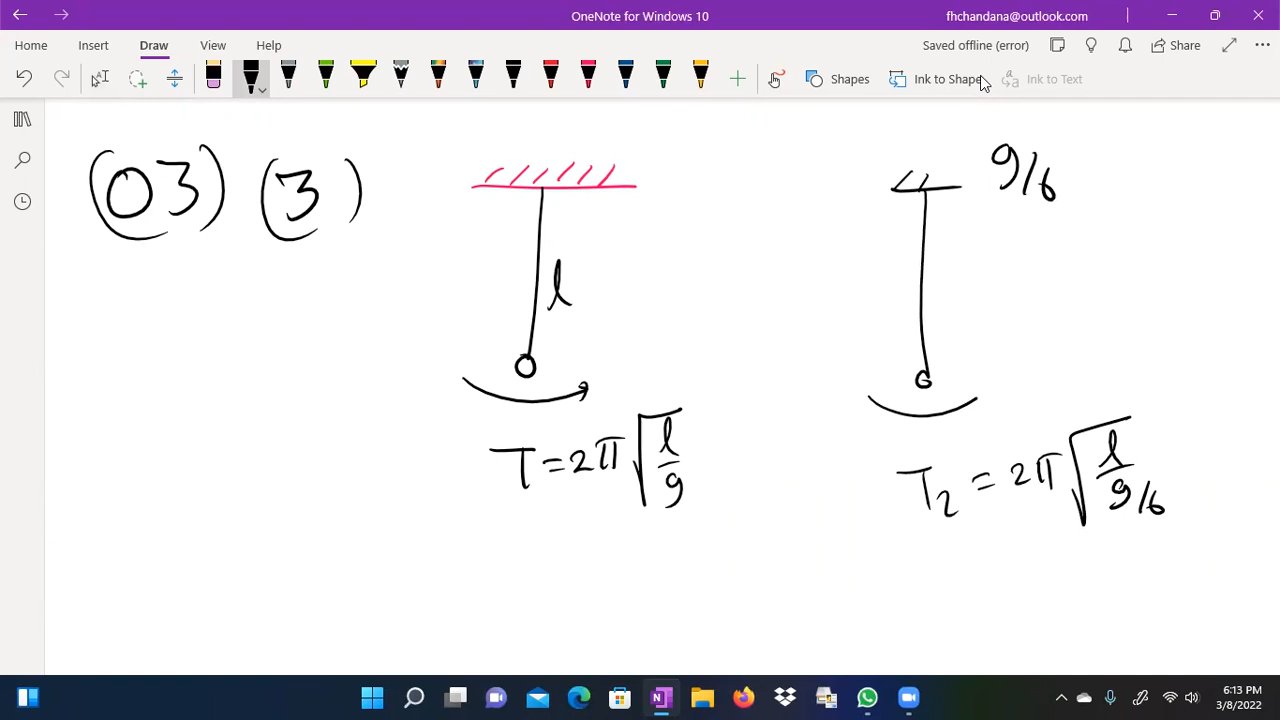 OneNote for Windows 10
fhchandana@outlook.com
Home Insert Draw View Help
Saved offline (error)
Share
Shapes
Ink to Shape
Ink to Text
(03) (3)
g/6
l
T = 2π√(l/g)
T₂ = 2π√(l/(g/6))
6:13 PM
3/8/2022